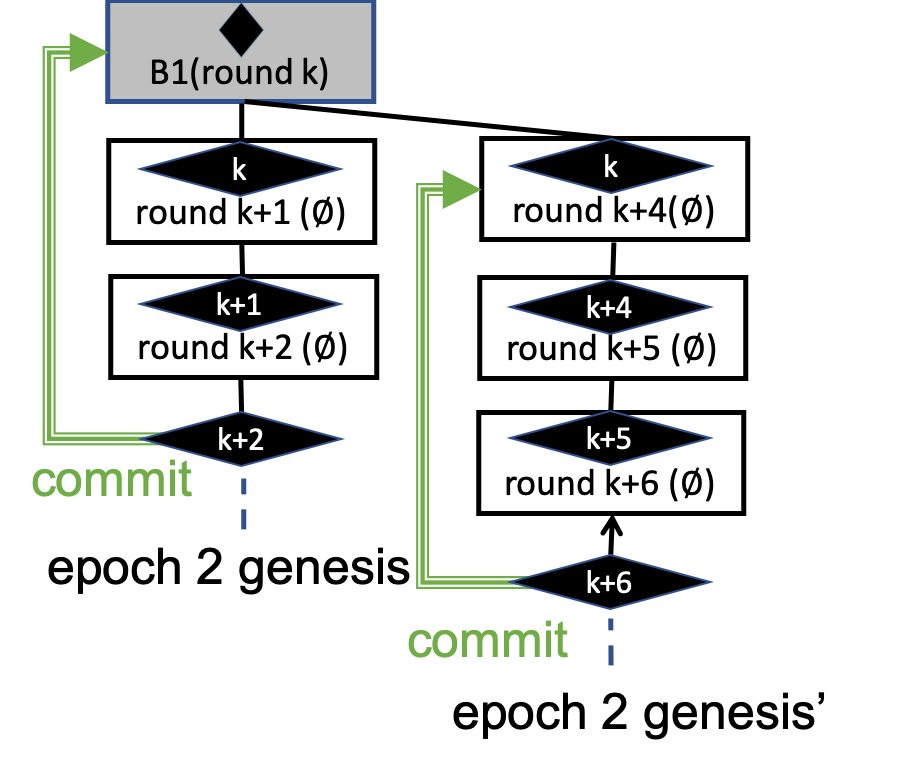 B1(round k)
k
round k+1 (Ø)
k+1
round k+2 (Ø)
k+2
commit
epoch 2 genesis
k
round k+4(Ø)
k+4
round k+5 (Ø)
k+5
round k+6 (Ø)
k+6
commit
epoch 2 genesis’